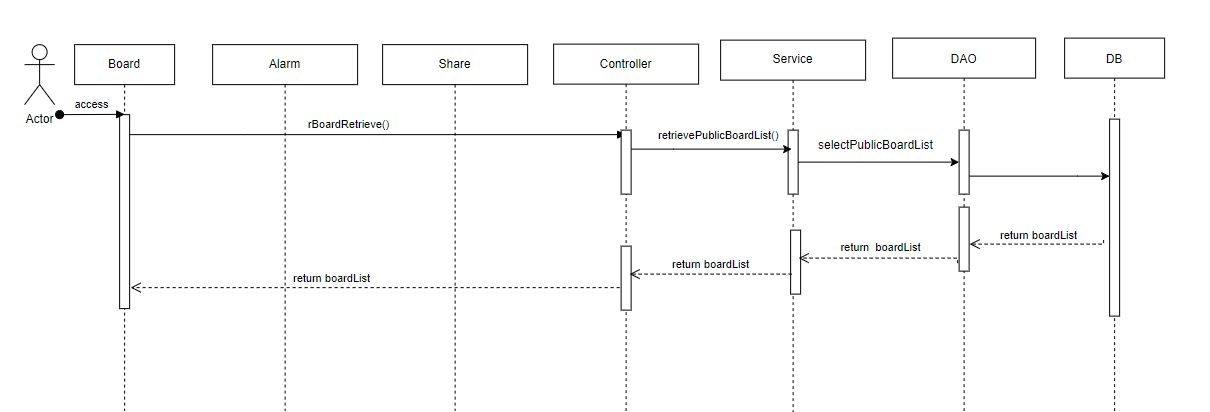 Board
Alarm
Share
Controller
Service
DAO
DB
Actor
access
rBoardRetrieve()
retrievePublicBoardList()
selectPublicBoardList
return boardList
return boardList
return boardList
return boardList